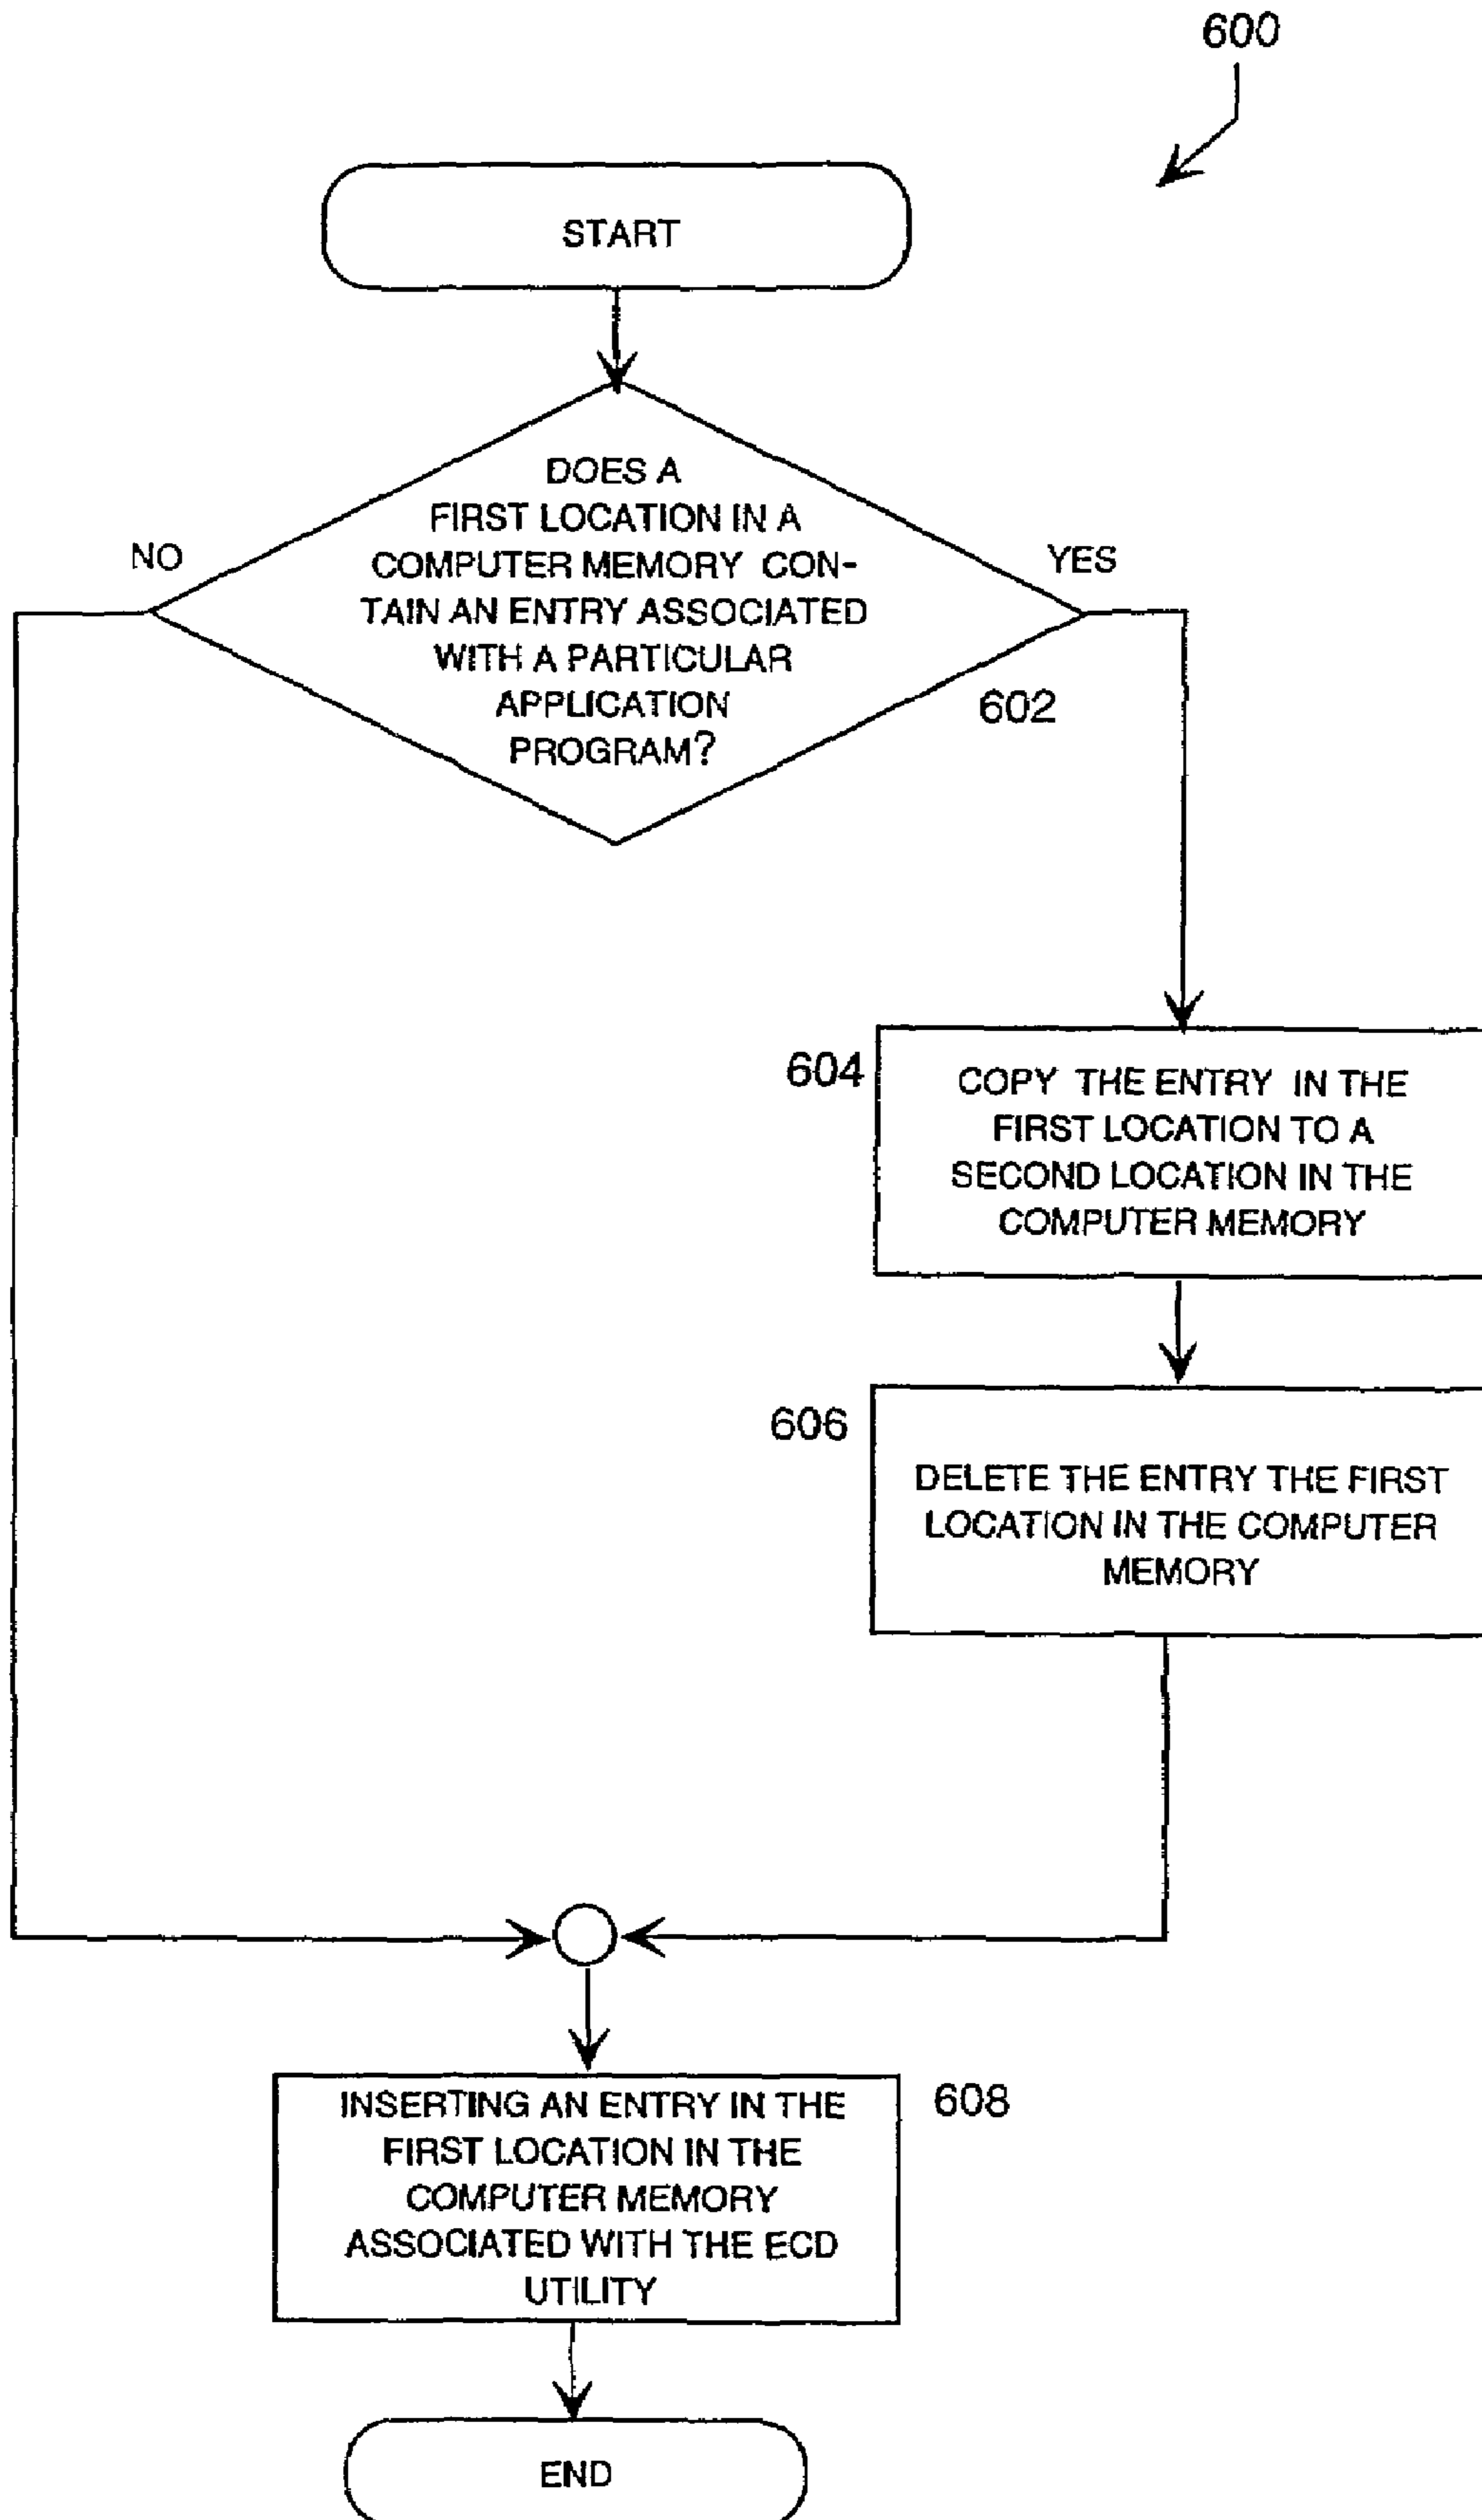 600
START
DOES A
FIRST LOCATION IN A
COMPUTER MEMORY CON-
TAIN AN ENTRY ASSOCIATED
WITH A PARTICULAR
APPLICATION
PROGRAM?
NO
YES
602
604
COPY THE ENTRY IN THE
FIRST LOCATION TO A
SECOND LOCATION IN THE
COMPUTER MEMORY
606
DELETE THE ENTRY THE FIRST
LOCATION IN THE COMPUTER
MEMORY
INSERTING AN ENTRY IN THE
FIRST LOCATION IN THE
COMPUTER MEMORY
ASSOCIATED WITH THE ECD
UTILITY
608
END